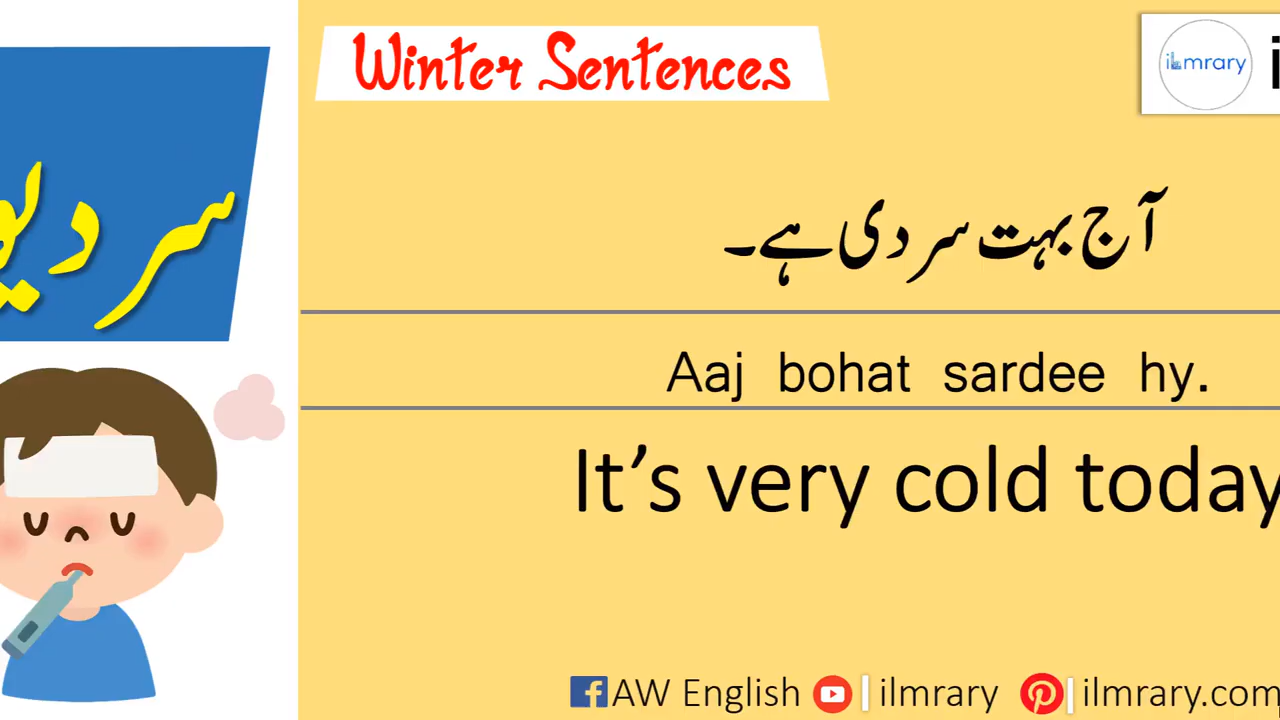 Winter Sentences
iLmrary
آج بہت سردی ہے۔
Aaj bohat sardee hy.
It's very cold today
AW English | ilmrary | ilmrary.com